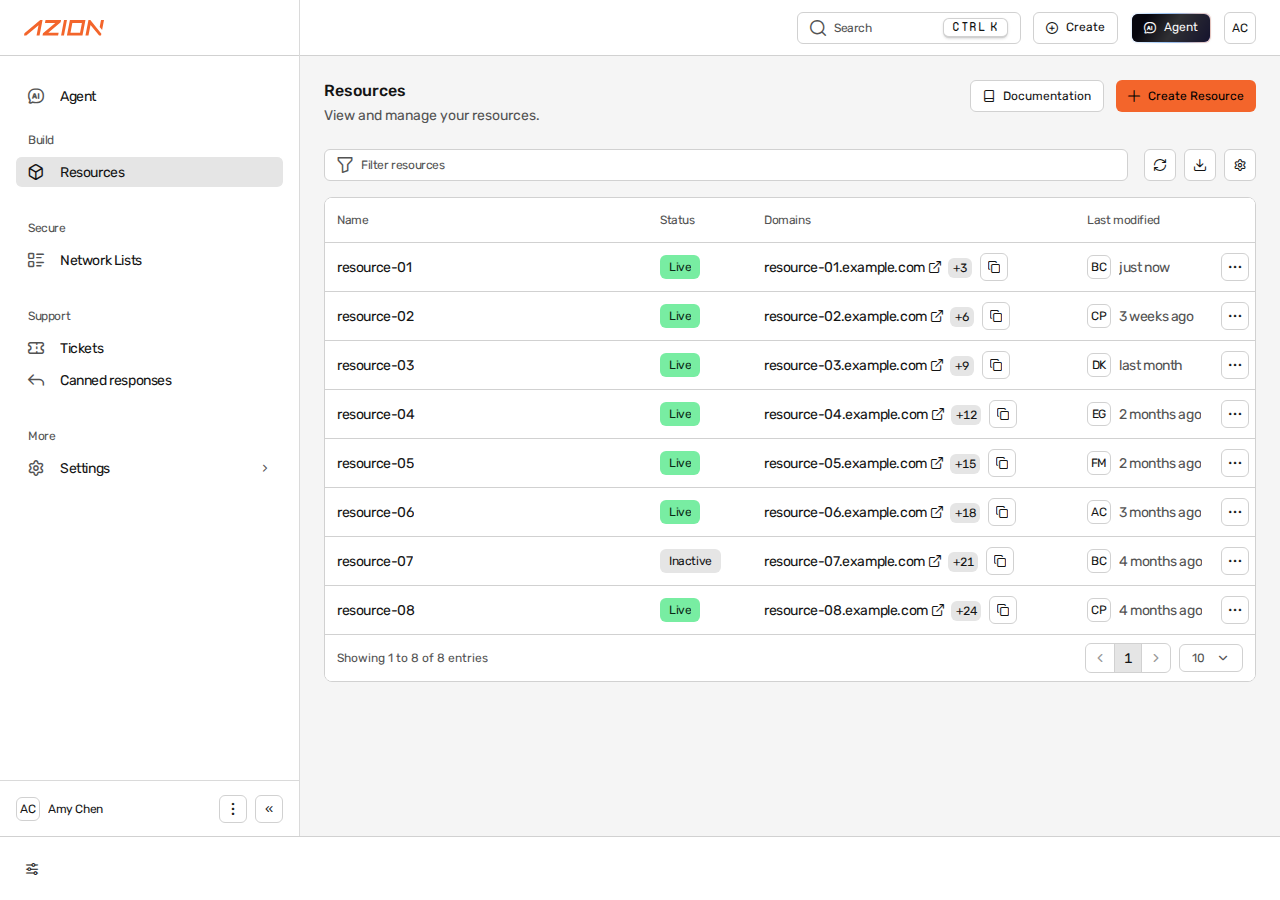 AZION
Search CTRL K Create Agent AC
Agent
Build
Resources
Secure
Network Lists
Support
Tickets
Canned responses
More
Settings
AC Amy Chen
Resources
View and manage your resources.
Documentation Create Resource
Filter resources
Name Status Domains Last modified
resource-01 Live resource-01.example.com +3 BC just now
resource-02 Live resource-02.example.com +6 CP 3 weeks ago
resource-03 Live resource-03.example.com +9 DK last month
resource-04 Live resource-04.example.com +12 EG 2 months ago
resource-05 Live resource-05.example.com +15 FM 2 months ago
resource-06 Live resource-06.example.com +18 AC 3 months ago
resource-07 Inactive resource-07.example.com +21 BC 4 months ago
resource-08 Live resource-08.example.com +24 CP 4 months ago
Showing 1 to 8 of 8 entries 1 10